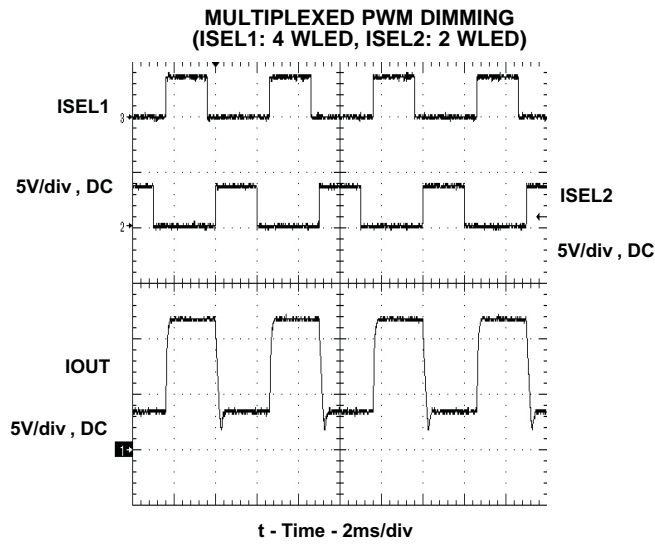 MULTIPLEXED PWM DIMMING
(ISEL1: 4 WLED, ISEL2: 2 WLED)
ISEL1
3
5V/div , DC
ISEL2
2
5V/div , DC
IOUT
5V/div , DC
1
t - Time - 2ms/div